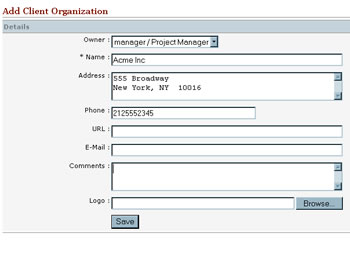 Add Client Organization
Details
Owner : manager / Project Manager
* Name : Acme Inc
Address : 555 Broadway
New York, NY 10016
Phone : 2125552345
URL :
E-Mail :
Comments :
Logo : Browse...
Save